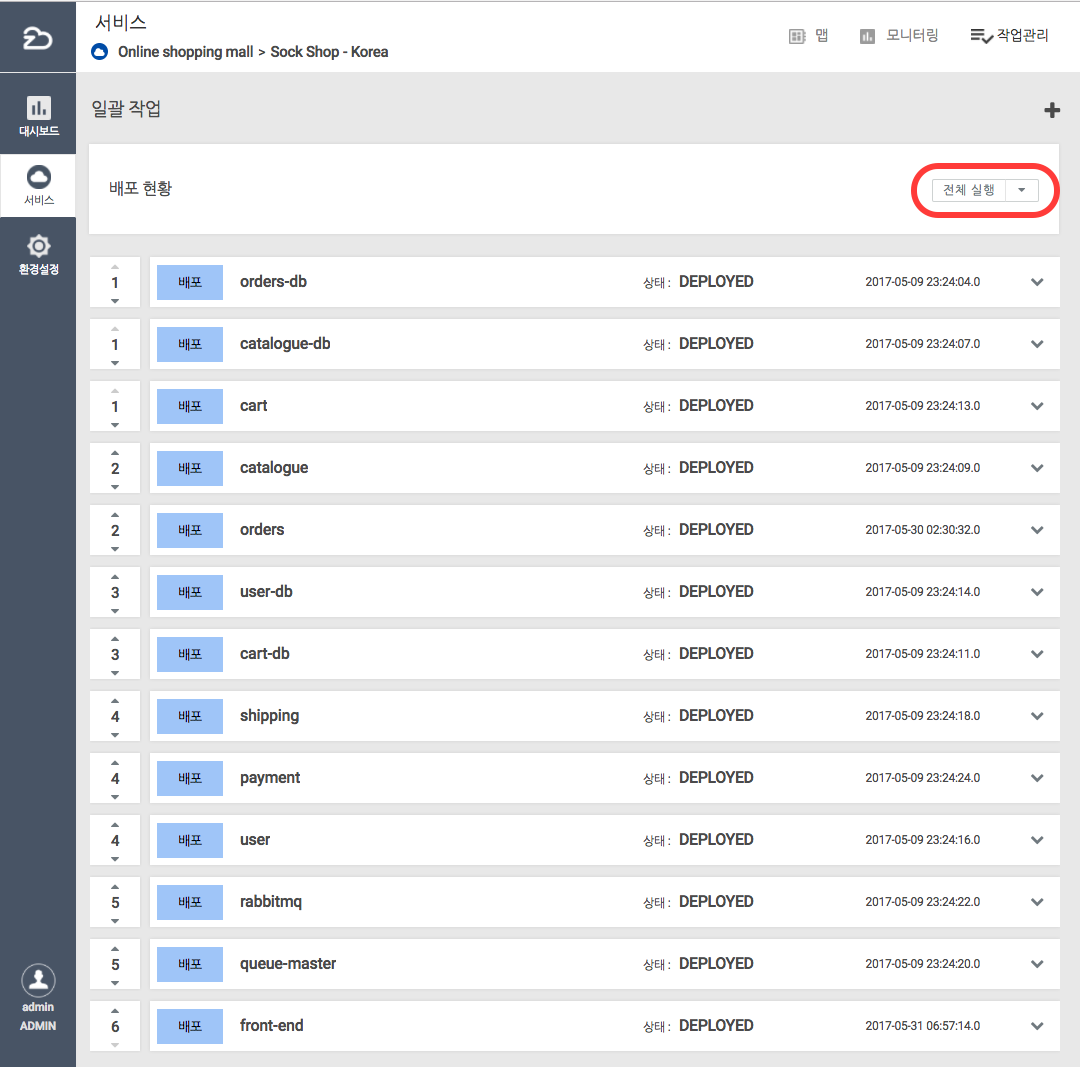 서비스
Online shopping mall > Sock Shop - Korea
맵
모니터링
작업관리
대시보드
서비스
환경설정
admin
ADMIN
일괄 작업
배포 현황
전체 실행
1 배포 orders-db 상태 : DEPLOYED 2017-05-09 23:24:04.0
1 배포 catalogue-db 상태 : DEPLOYED 2017-05-09 23:24:07.0
1 배포 cart 상태 : DEPLOYED 2017-05-09 23:24:13.0
2 배포 catalogue 상태 : DEPLOYED 2017-05-09 23:24:09.0
2 배포 orders 상태 : DEPLOYED 2017-05-30 02:30:32.0
3 배포 user-db 상태 : DEPLOYED 2017-05-09 23:24:14.0
3 배포 cart-db 상태 : DEPLOYED 2017-05-09 23:24:11.0
4 배포 shipping 상태 : DEPLOYED 2017-05-09 23:24:18.0
4 배포 payment 상태 : DEPLOYED 2017-05-09 23:24:24.0
4 배포 user 상태 : DEPLOYED 2017-05-09 23:24:16.0
5 배포 rabbitmq 상태 : DEPLOYED 2017-05-09 23:24:22.0
5 배포 queue-master 상태 : DEPLOYED 2017-05-09 23:24:20.0
6 배포 front-end 상태 : DEPLOYED 2017-05-31 06:57:14.0